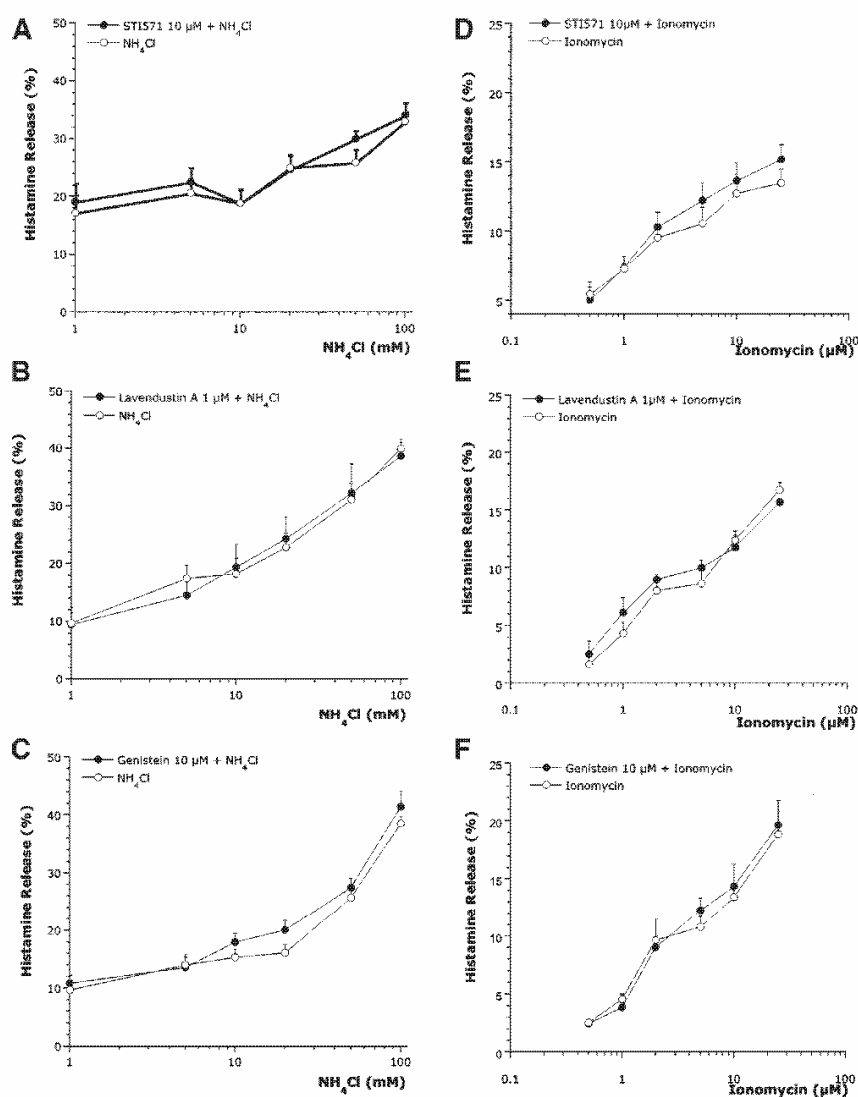 A
STI571 10 µM + NH4Cl
NH4Cl
Histamine Release (%)
50
40
30
20
10
0
1
10
100
NH4Cl (mM)
B
Lavendustin A 1 µM + NH4Cl
NH4Cl
Histamine Release (%)
50
40
30
20
10
0
1
10
100
NH4Cl (mM)
C
Genistein 10 µM + NH4Cl
NH4Cl
Histamine Release (%)
50
40
30
20
10
0
1
10
100
NH4Cl (mM)
D
STI571 10µM + Ionomycin
Ionomycin
Histamine Release (%)
25
20
15
10
5
0.1
1
10
100
Ionomycin (µM)
E
Lavendustin A 1µM + Ionomycin
Ionomycin
Histamine Release (%)
25
20
15
10
5
0
0.1
1
10
100
Ionomycin (µM)
F
Genistein 10 µM + Ionomycin
Ionomycin
Histamine Release (%)
25
20
15
10
5
0
0.1
1
10
100
Ionomycin (µM)